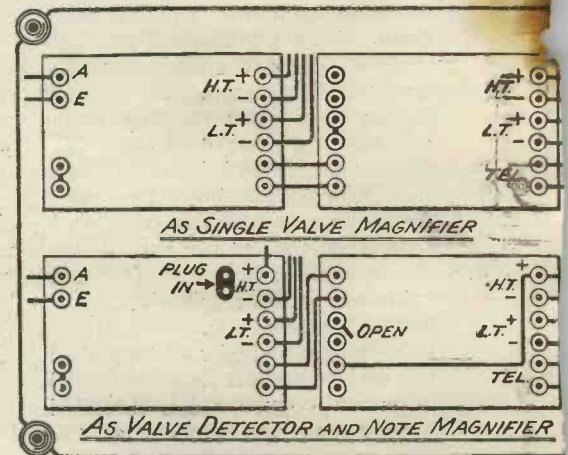 A
E
H.T. +
-
L.T. +
-
H.T. +
-
L.T. +
-
TEL.
AS SINGLE VALVE MAGNIFIER
A
E
PLUG IN
H.T. +
-
L.T. +
-
OPEN
H.T. +
-
L.T. +
-
TEL.
AS VALVE DETECTOR AND NOTE MAGNIFIER